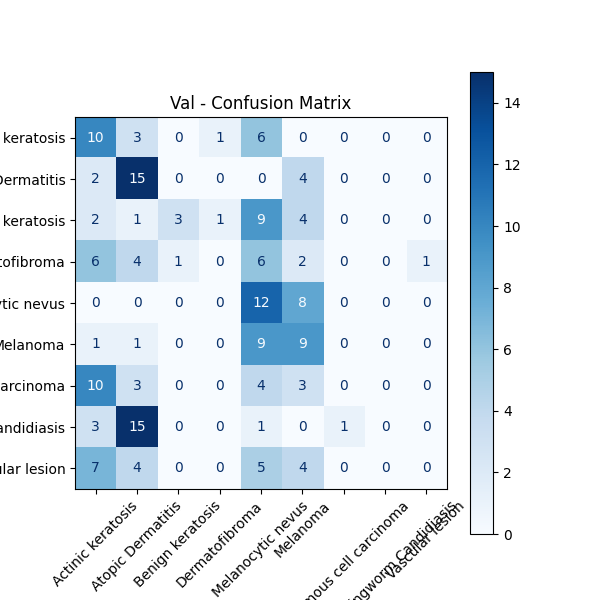 Val - Confusion Matrix
keratosis 10 3 0 1 6 0 0 0 0
Dermatitis 2 15 0 0 0 4 0 0 0
keratosis 2 1 3 1 9 4 0 0 0
tofibroma 6 4 1 0 6 2 0 0 1
ytic nevus 0 0 0 0 12 8 0 0 0
Melanoma 1 1 0 0 9 9 0 0 0
arcinoma 10 3 0 0 4 3 0 0 0
andidiasis 3 15 0 0 1 0 1 0 0
ular lesion 7 4 0 0 5 4 0 0 0
Actinic keratosis
Atopic Dermatitis
Benign keratosis
Dermatofibroma
Melanocytic nevus
Melanoma
mous cell carcinoma
ngworm Candidiasis
Vascular lesion
14
12
10
8
6
4
2
0